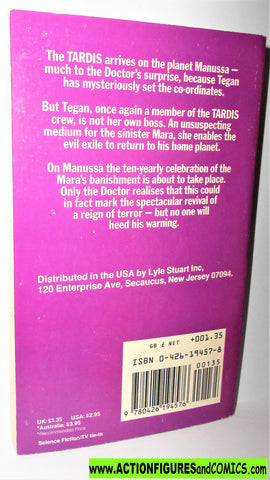 The TARDIS arrives on the planet Manussa —
much to the Doctor's surprise, because Tegan
has mysteriously set the co-ordinates.
But Tegan, once again a member of the TARDIS
crew, is not her own boss. An unsuspecting
medium for the sinister Mara, she enables the
evil exile to return to his home planet.
On Manussa the ten-yearly celebration of the
Mara's banishment is about to take place.
Only the Doctor realises that this could
in fact mark the spectacular revival of
a reign of terror — but no one will
heed his warning.
Distributed in the USA by Lyle Stuart Inc,
120 Enterprise Ave, Secaucus, New Jersey 07094.
GB £ NET +001.35
ISBN 0-426-19457-8
00135
9 780426 194576
UK: £1.35 USA: $2.95
*Australia: $3.95
*Recommended Price
Science Fiction/TV tie-in
www.ACTIONFIGURESandCOMICS.com